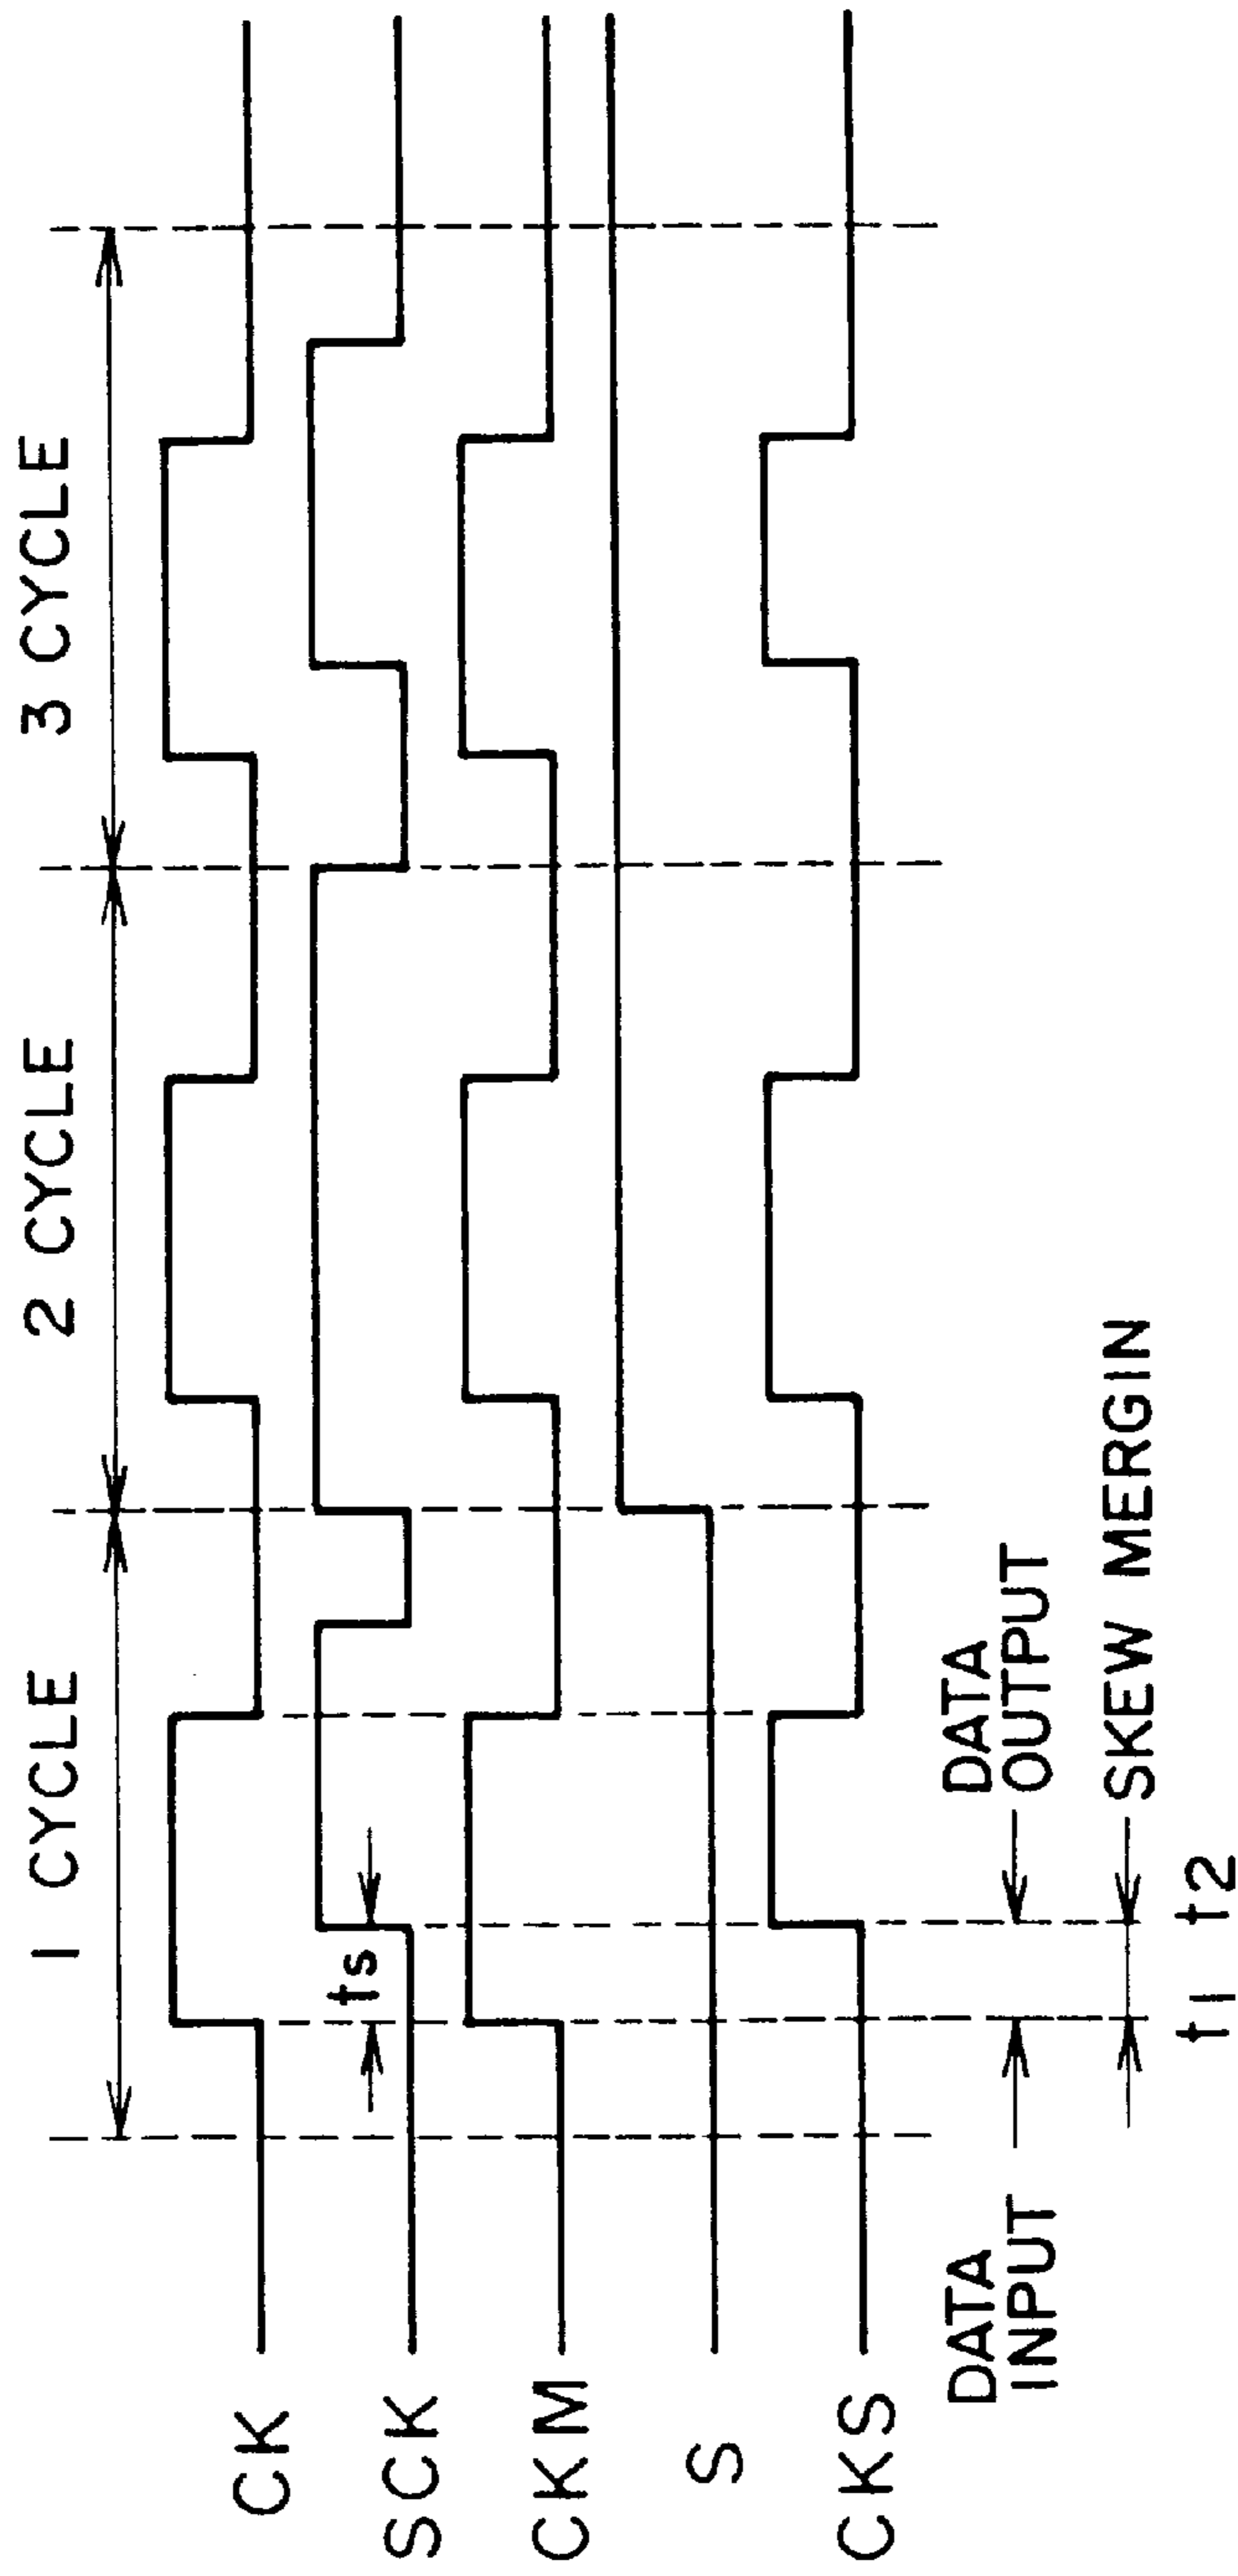 1 CYCLE
2 CYCLE
3 CYCLE
CK
SCK
ts
CKM
S
CKS
DATA
INPUT
DATA
OUTPUT
SKEW MERGIN
t1 t2